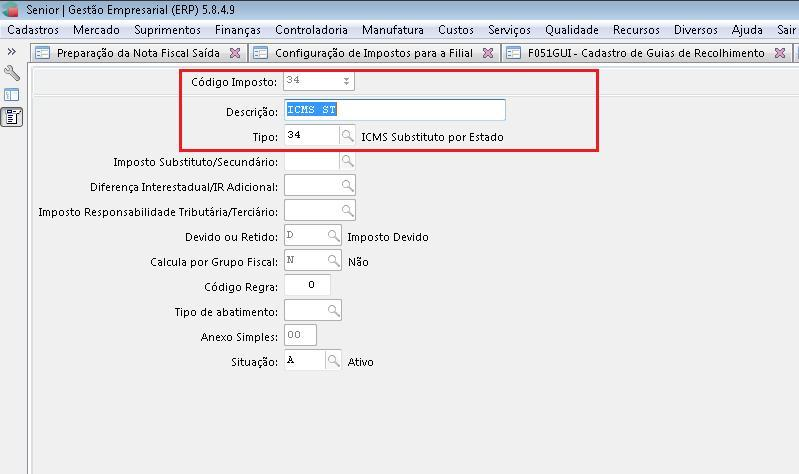 Senior | Gestão Empresarial (ERP) 5.8.4.9
Cadastros Mercado Suprimentos Finanças Controladoria Manufatura Custos Serviços Qualidade Recursos Diversos Ajuda Sair
Preparação da Nota Fiscal Saída Configuração de Impostos para a Filial F051GUI - Cadastro de Guias de Recolhimento
Código Imposto: 34
Descrição: ICMS ST
Tipo: 34 ICMS Substituto por Estado
Imposto Substituto/Secundário:
Diferença Interestadual/IR Adicional:
Imposto Responsabilidade Tributária/Terciário:
Devido ou Retido: D Imposto Devido
Calcula por Grupo Fiscal: N Não
Código Regra: 0
Tipo de abatimento:
Anexo Simples: 00
Situação: A Ativo